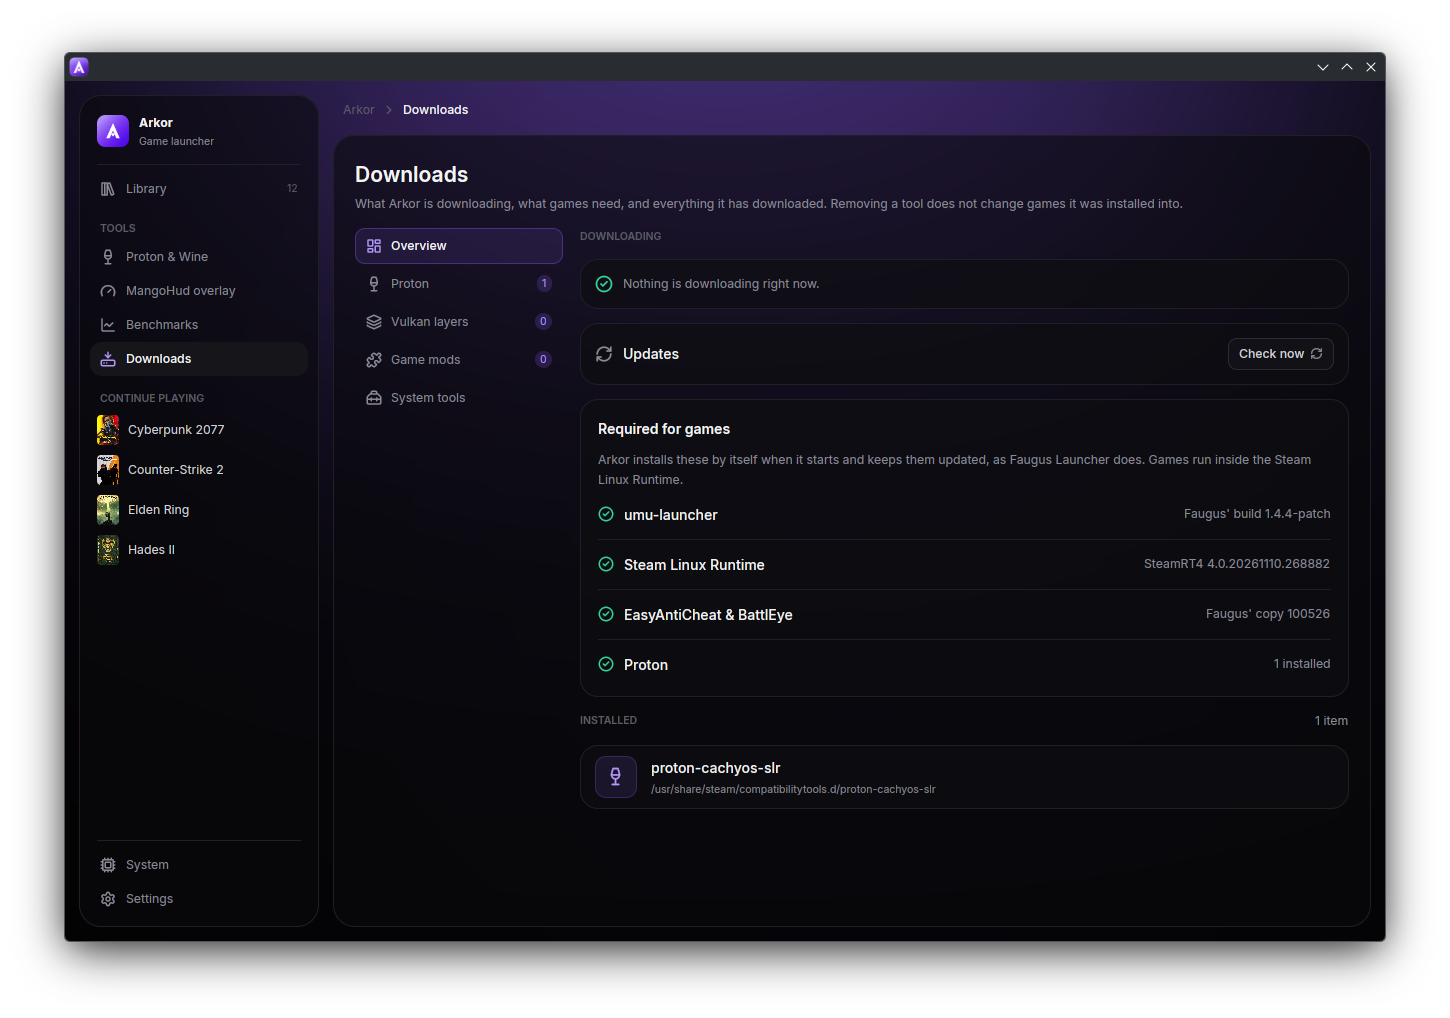 Arkor
Game launcher
Library 12
TOOLS
Proton & Wine
MangoHud overlay
Benchmarks
Downloads
CONTINUE PLAYING
Cyberpunk 2077
Counter-Strike 2
Elden Ring
Hades II
System
Settings
Arkor > Downloads
Downloads
What Arkor is downloading, what games need, and everything it has downloaded. Removing a tool does not change games it was installed into.
Overview
Proton 1
Vulkan layers 0
Game mods 0
System tools
DOWNLOADING
Nothing is downloading right now.
Updates
Check now
Required for games
Arkor installs these by itself when it starts and keeps them updated, as Faugus Launcher does. Games run inside the Steam
Linux Runtime.
umu-launcher Faugus' build 1.4.4-patch
Steam Linux Runtime SteamRT4 4.0.20261110.268882
EasyAntiCheat & BattlEye Faugus' copy 100526
Proton 1 installed
INSTALLED 1 item
proton-cachyos-slr
/usr/share/steam/compatibilitytools.d/proton-cachyos-slr